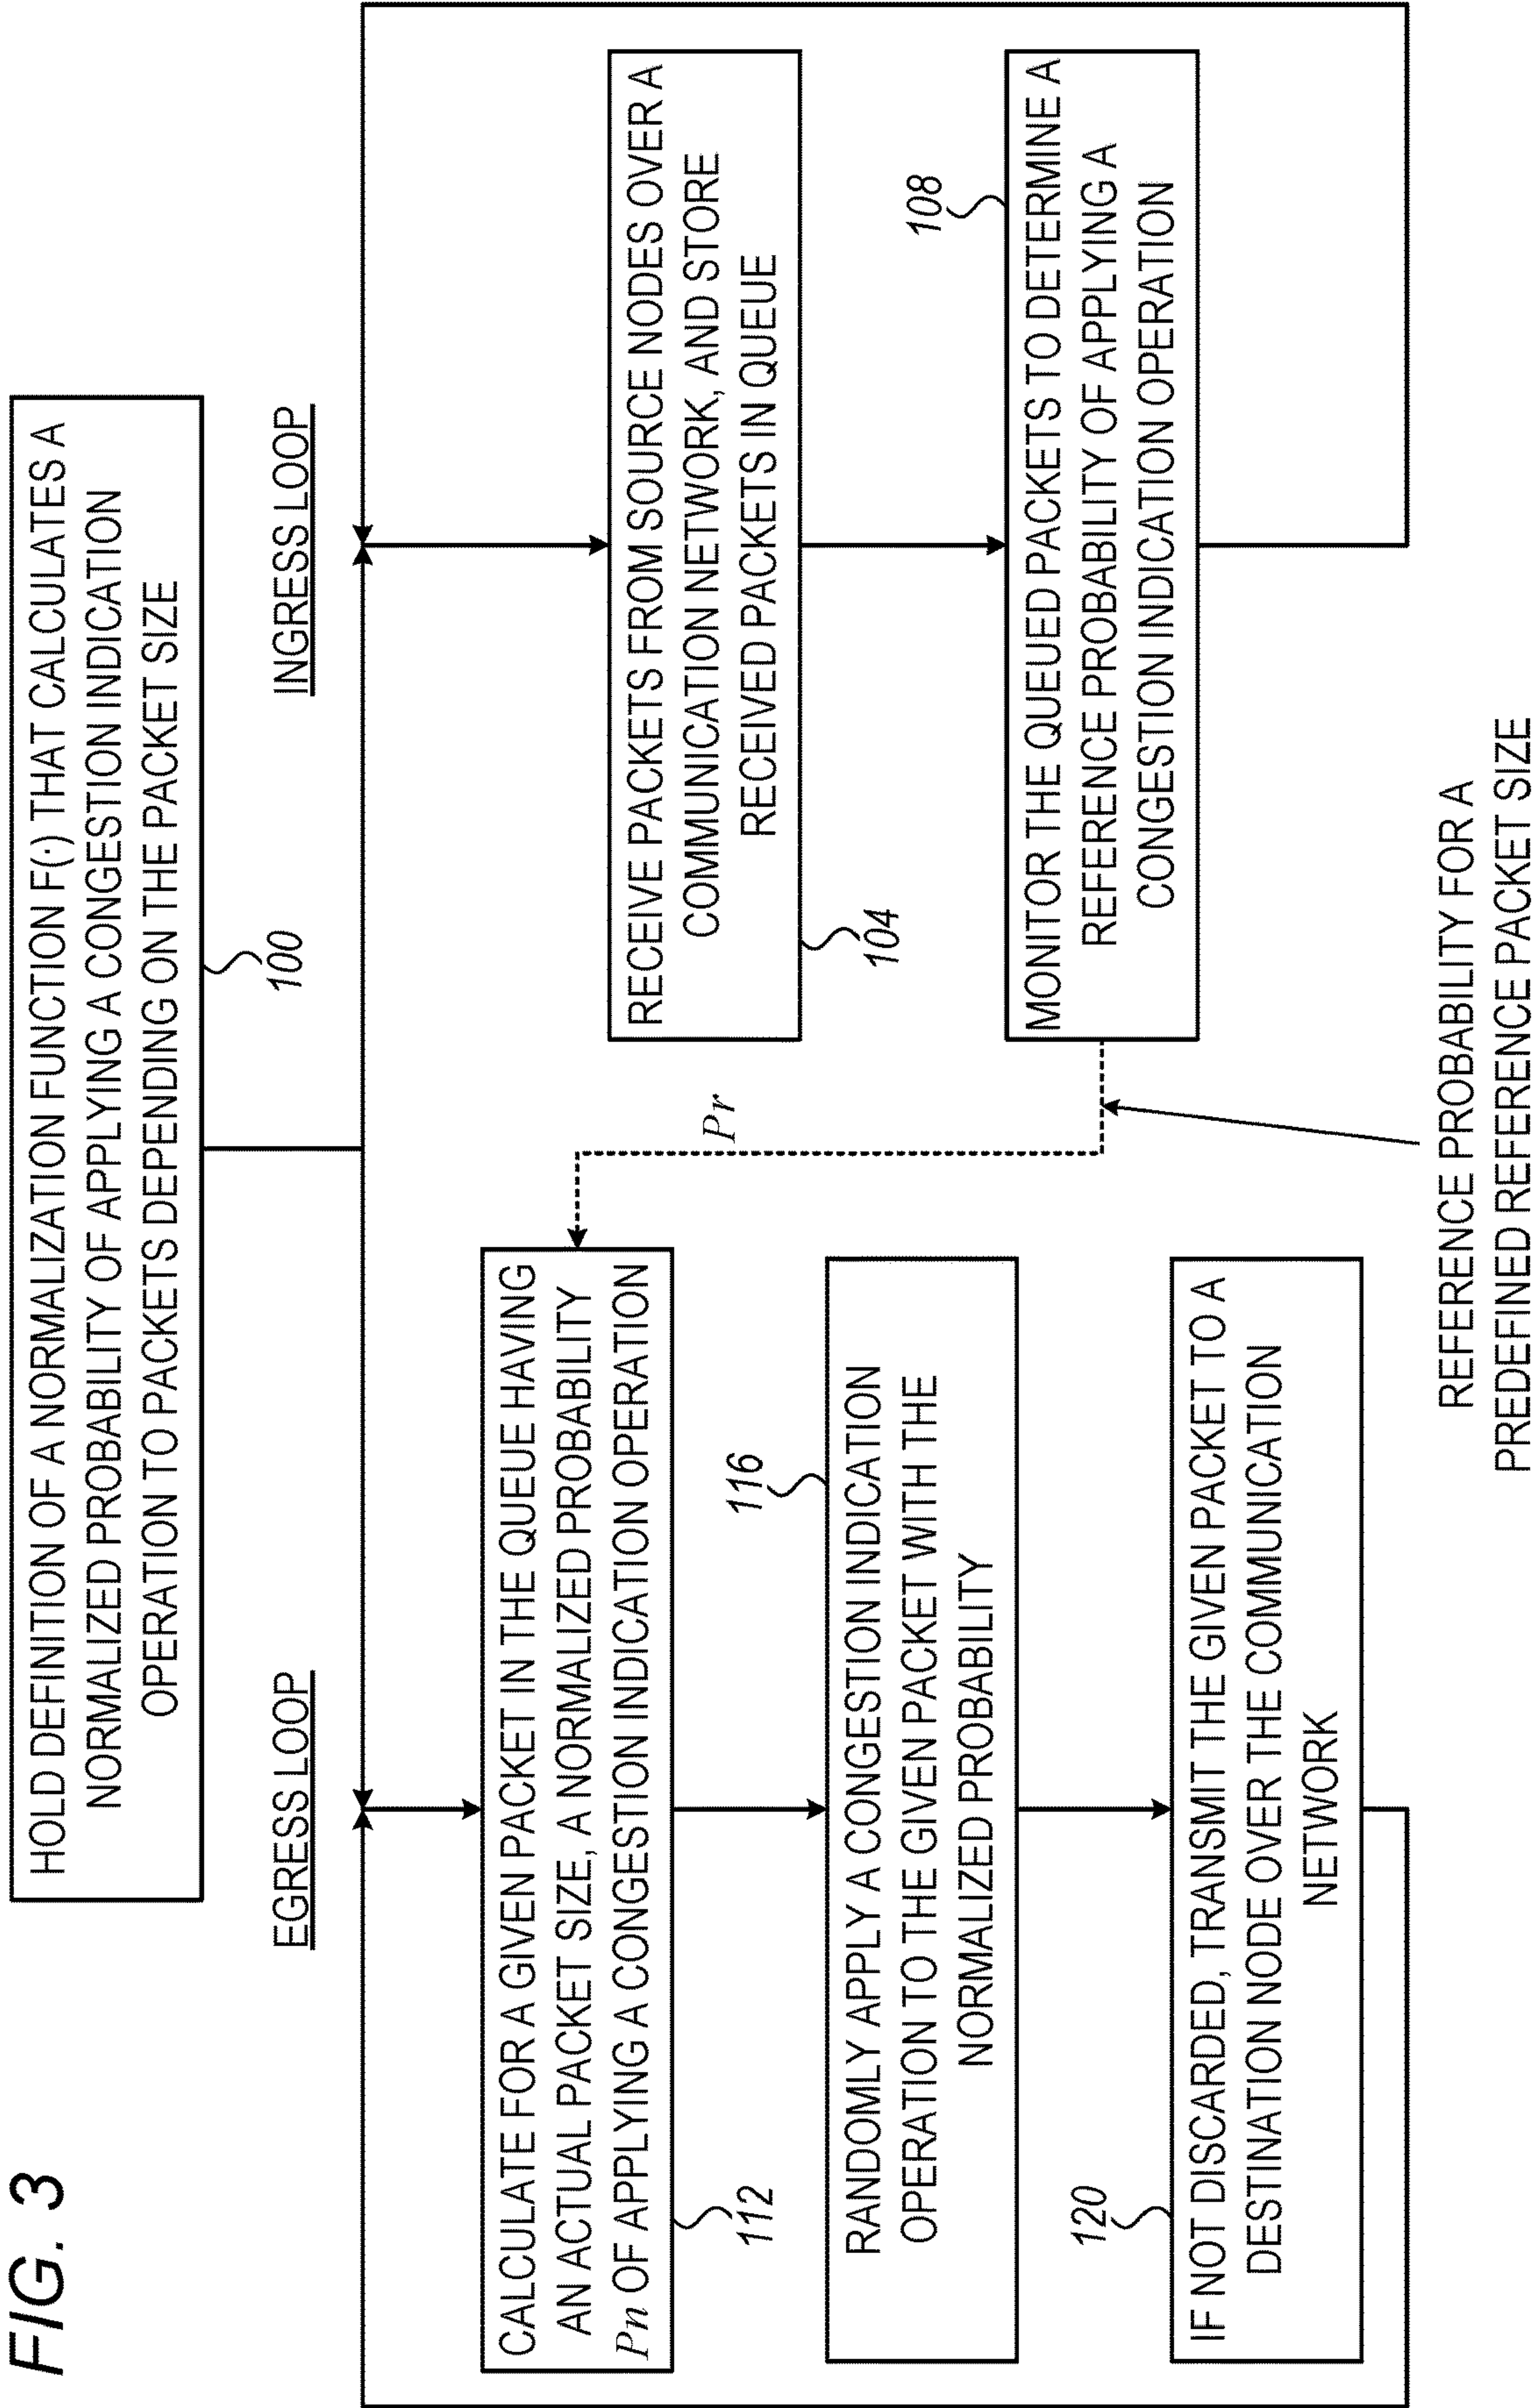 FIG. 3
HOLD DEFINITION OF A NORMALIZATION FUNCTION F(·) THAT CALCULATES A
NORMALIZED PROBABILITY OF APPLYING A CONGESTION INDICATION
OPERATION TO PACKETS DEPENDING ON THE PACKET SIZE
100
EGRESS LOOP
CALCULATE FOR A GIVEN PACKET IN THE QUEUE HAVING
AN ACTUAL PACKET SIZE, A NORMALIZED PROBABILITY
Pn OF APPLYING A CONGESTION INDICATION OPERATION
112
RANDOMLY APPLY A CONGESTION INDICATION
OPERATION TO THE GIVEN PACKET WITH THE
NORMALIZED PROBABILITY
116
IF NOT DISCARDED, TRANSMIT THE GIVEN PACKET TO A
DESTINATION NODE OVER THE COMMUNICATION
NETWORK
120
INGRESS LOOP
RECEIVE PACKETS FROM SOURCE NODES OVER A
COMMUNICATION NETWORK, AND STORE
RECEIVED PACKETS IN QUEUE
104
MONITOR THE QUEUED PACKETS TO DETERMINE A
REFERENCE PROBABILITY OF APPLYING A
CONGESTION INDICATION OPERATION
108
Pr
REFERENCE PROBABILITY FOR A
PREDEFINED REFERENCE PACKET SIZE